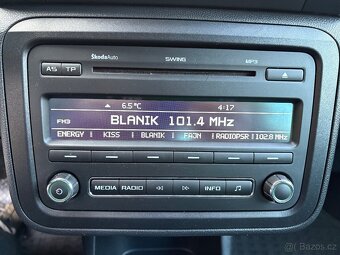 ŠkodaAuto SWING MP3
AS TP
6.5°C 4:17
FM3 BLANIK 101.4 MHz
ENERGY KISS BLANIK FAJN RADIOPSR 102.8 MHz
MEDIA RADIO INFO
© bazos.cz